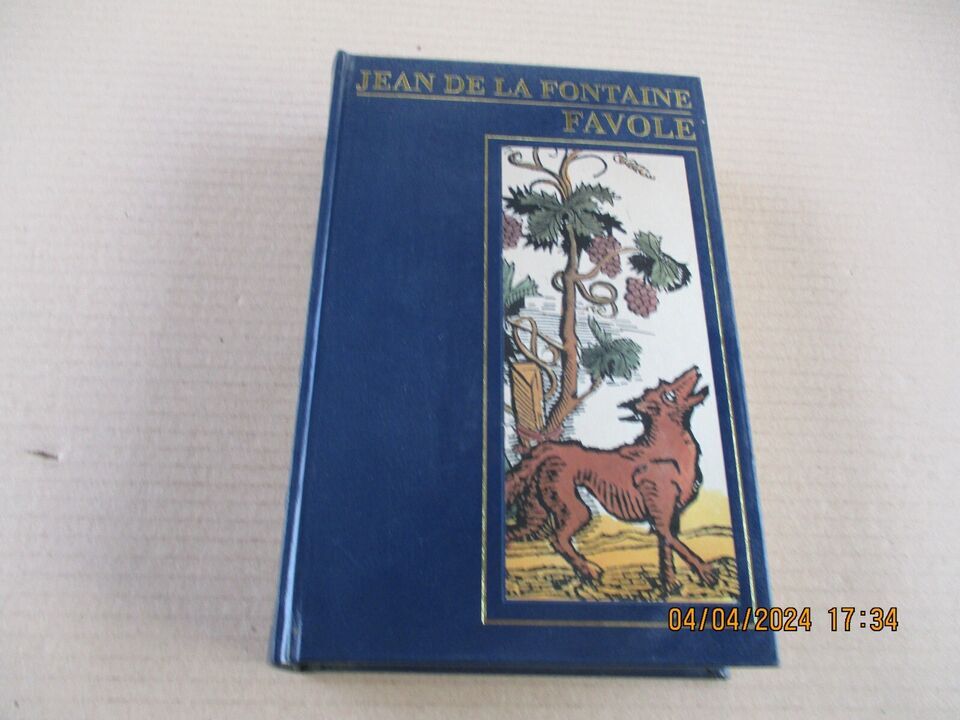 JEAN DE LA FONTAINE
FAVOLE
04/04/2024 17:34